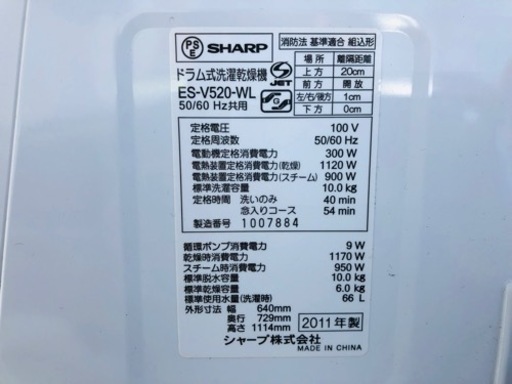 PS
E
SHARP
ドラム式洗濯乾燥機
JET
ES-V520-WL
50/60 Hz共用
G
消防法 基準適合 組込形
場所 離隔距離
上方 20cm
前方 開放
左/右/後方 1cm
下方 0cm
定格電圧 100 V
定格周波数 50/60 Hz
電動機定格消費電力 300 W
電熱装置定格消費電力(乾燥) 1120 W
電熱装置定格消費電力(スチーム) 900 W
標準洗濯容量 10.0 kg
定格時間 洗いのみ 40 min
念入りコース 54 min
製造番号 1007884
循環ポンプ消費電力 9 W
乾燥時消費電力 1170 W
スチーム時消費電力 950 W
標準脱水容量 10.0 kg
標準乾燥容量 6.0 kg
標準使用水量(洗濯時) 66 L
外形寸法 幅 640mm
奥行 729mm
高さ 1114mm
2011年製
シャープ株式会社
MADE IN CHINA